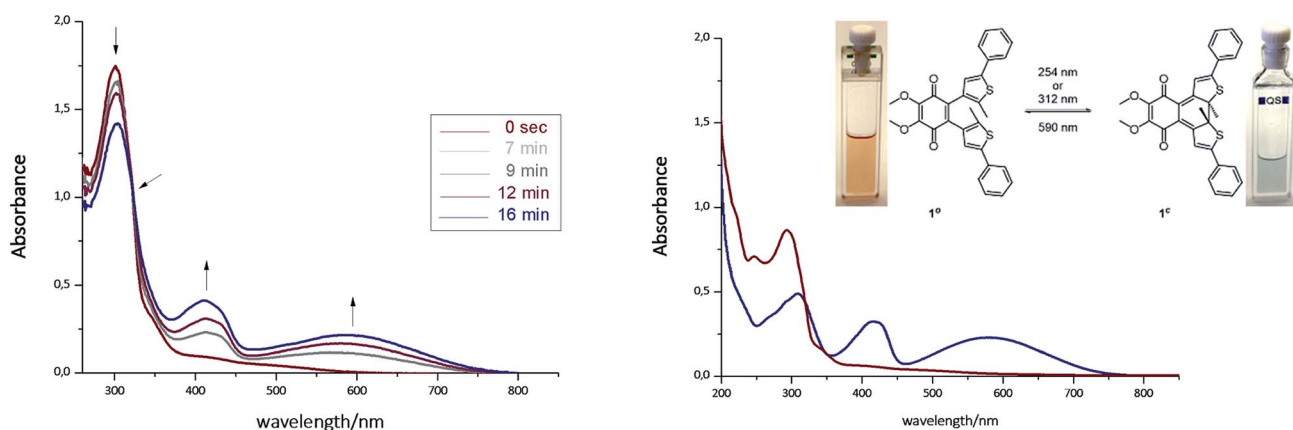 2,0
1,5
1,0
0,5
0,0
Absorbance
300
400
500
600
700
800
wavelength/nm
0 sec
7 min
9 min
12 min
16 min
2,0
1,5
1,0
0,5
0,0
Absorbance
200
300
400
500
600
700
800
wavelength/nm
O
O
O
O
S
S
1ᵒ
254 nm
or
312 nm
590 nm
O
O
O
O
S
S
1ᶜ
QS